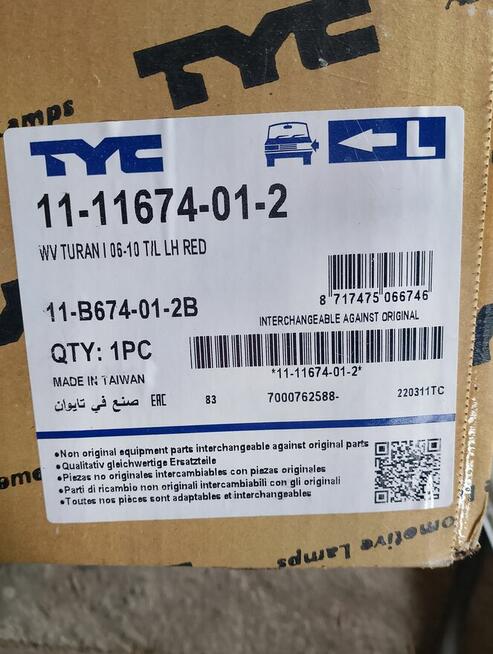 TYC
amps
TYC
L
11-11674-01-2
WV TURAN I 06-10 T/L LH RED
8 717475 066746
11-B674-01-2B
INTERCHANGEABLE AGAINST ORIGINAL
QTY: 1PC
*11-11674-01-2*
MADE IN TAIWAN
صنع في تايوان EAC 83 7000762588- 220311TC
•Non original equipment parts interchangeable against original parts
•Qualitativ gleichwertige Ersatzteile
•Piezas no originales intercambiables con piezas originales
•Parti di ricambio non originali intercambiabili con gli originali
•Toutes nos pièces sont adaptables et interchangeables
omotive Lamps